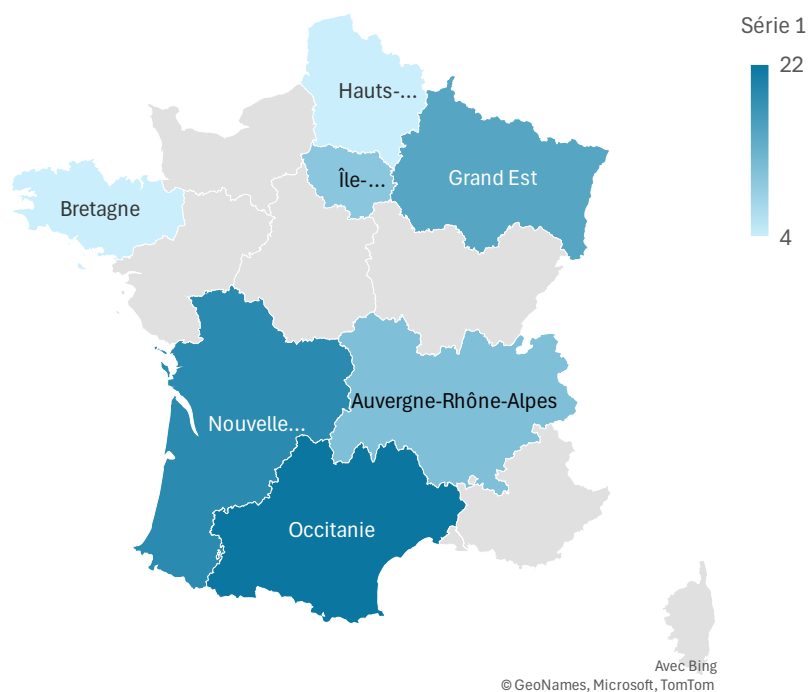 Série 1
22
4
Hauts-...
Île-...
Grand Est
Bretagne
Auvergne-Rhône-Alpes
Nouvelle...
Occitanie
Avec Bing
© GeoNames, Microsoft, TomTom